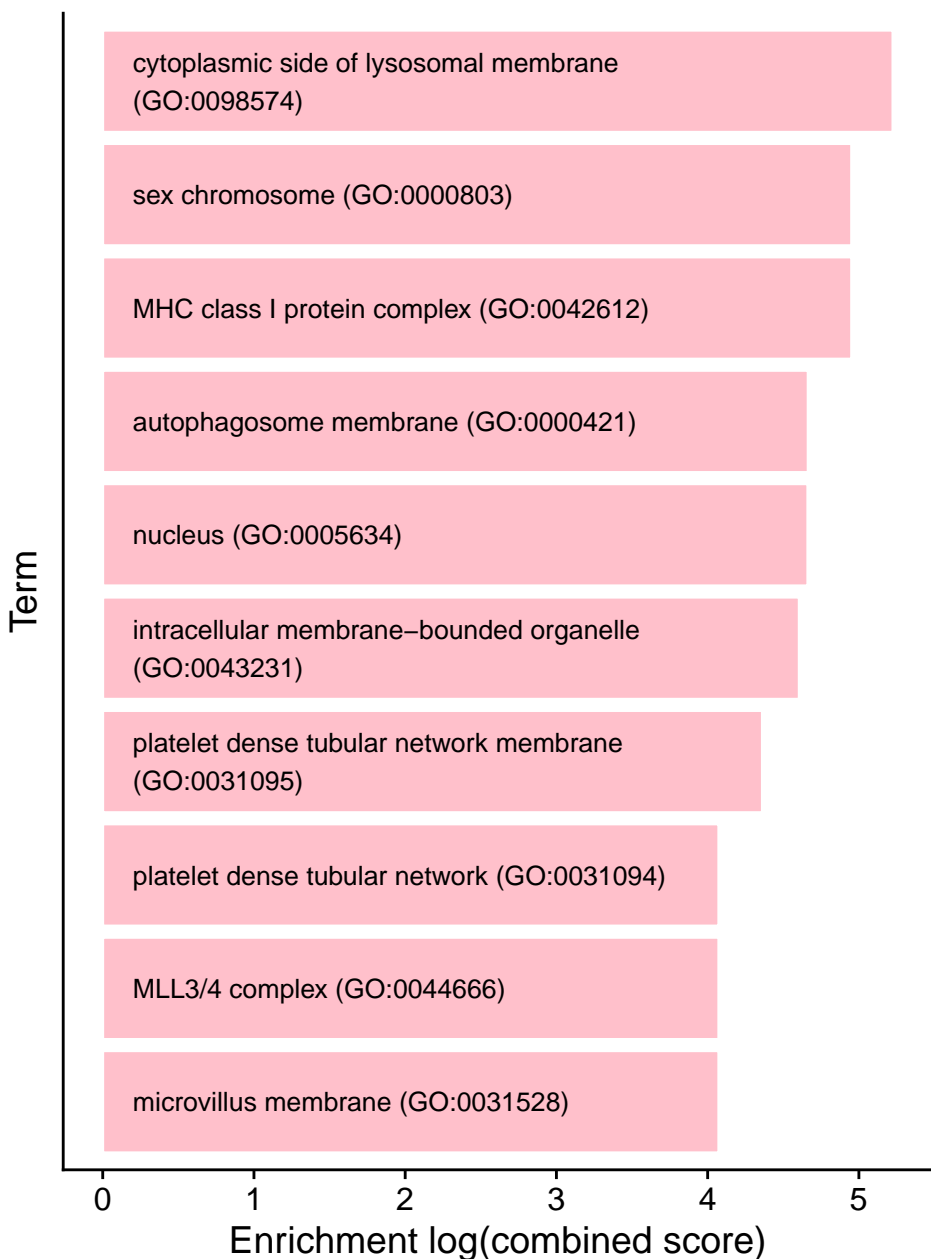 cytoplasmic side of lysosomal membrane
(GO:0098574)
sex chromosome (GO:0000803)
MHC class I protein complex (GO:0042612)
autophagosome membrane (GO:0000421)
nucleus (GO:0005634)
intracellular membrane−bounded organelle
(GO:0043231)
platelet dense tubular network membrane
(GO:0031095)
platelet dense tubular network (GO:0031094)
MLL3/4 complex (GO:0044666)
microvillus membrane (GO:0031528)
Term
0 1 2 3 4 5
Enrichment log(combined score)